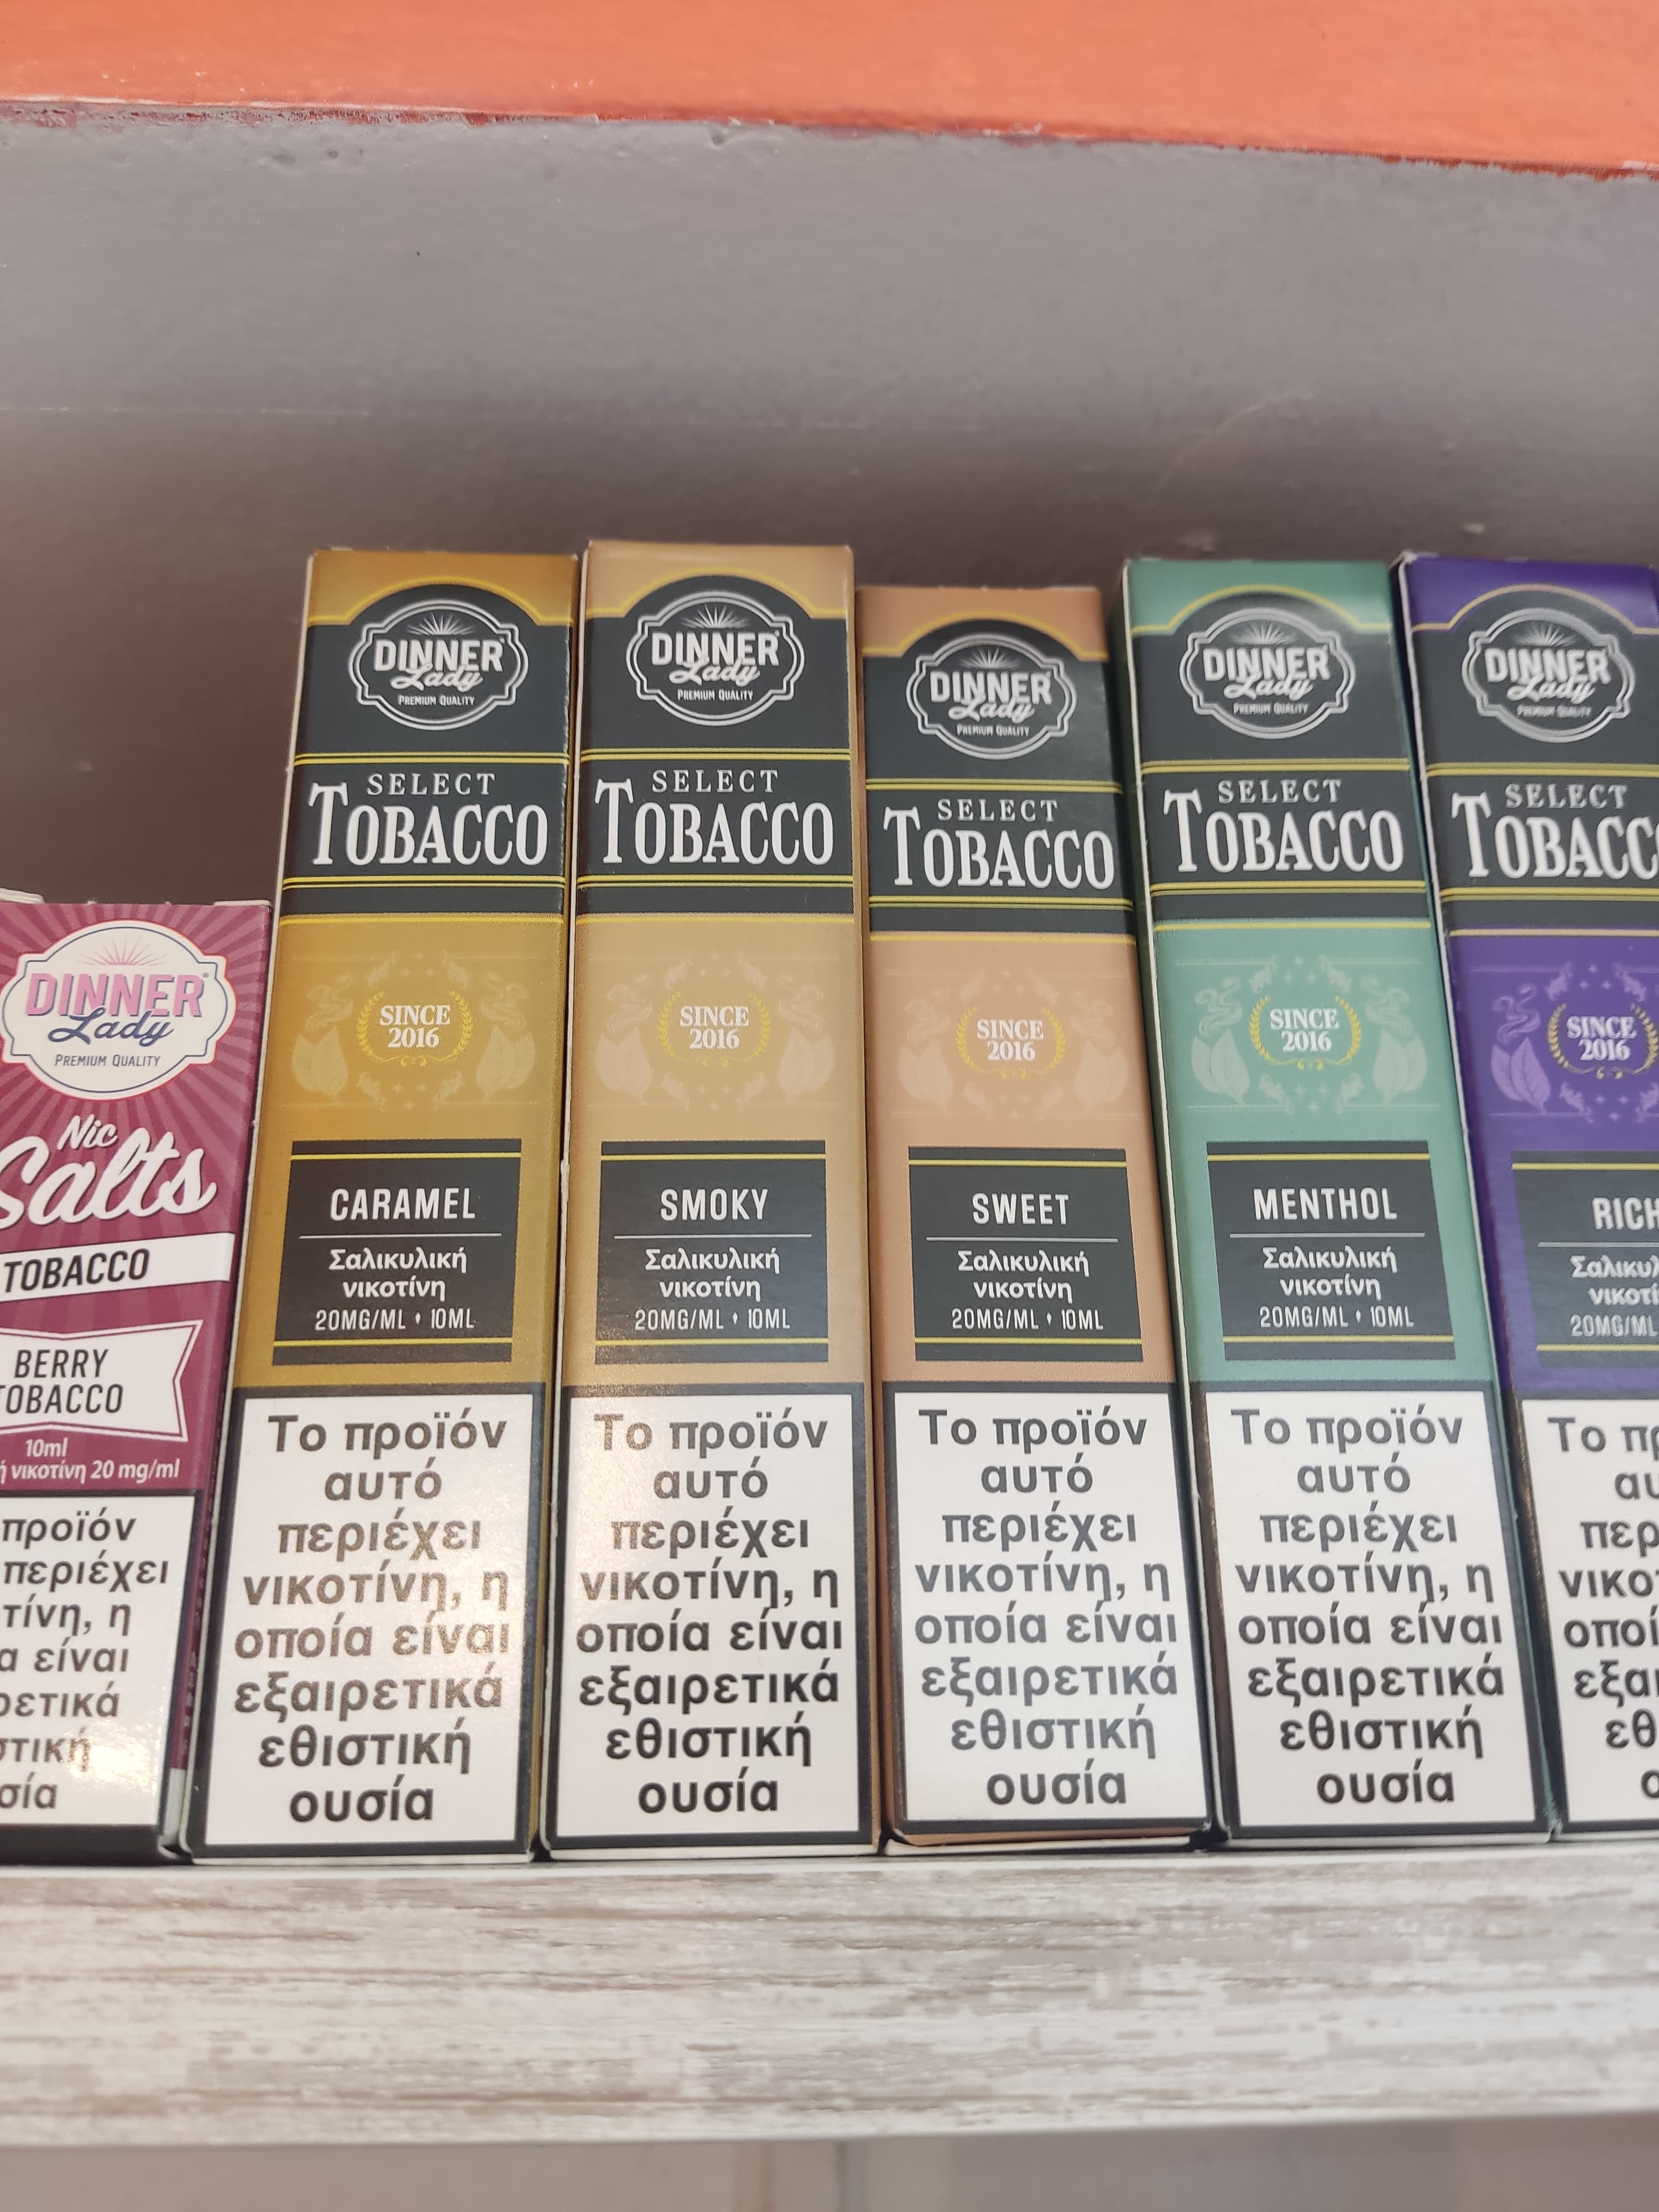 DINNER
Lady
PREMIUM QUALITY
Nic
Salts
TOBACCO
BERRY
TOBACCO
10ml
νικοτίνη 20 mg/ml
προϊόν
περιέχει
η
είναι
DINNER
Lady
PREMIUM QUALITY
SELECT
TOBACCO
SINCE
2016
CARAMEL
Σαλικυλική
νικοτίνη
20MG/ML • 10ML
Το προϊόν
αυτό
περιέχει
νικοτίνη, η
οποία είναι
εξαιρετικά
εθιστική
ουσία
DINNER
Lady
PREMIUM QUALITY
SELECT
TOBACCO
SINCE
2016
SMOKY
Σαλικυλική
νικοτίνη
20MG/ML • 10ML
Το προϊόν
αυτό
περιέχει
νικοτίνη, η
οποία είναι
εξαιρετικά
εθιστική
ουσία
DINNER
Lady
PREMIUM QUALITY
SELECT
TOBACCO
SINCE
2016
SWEET
Σαλικυλική
νικοτίνη
20MG/ML • 10ML
Το προϊόν
αυτό
περιέχει
νικοτίνη, η
οποία είναι
εξαιρετικά
εθιστική
ουσία
DINNER
Lady
PREMIUM QUALITY
SELECT
TOBACCO
SINCE
2016
MENTHOL
Σαλικυλική
νικοτίνη
20MG/ML • 10ML
Το προϊόν
αυτό
περιέχει
νικοτίνη, η
οποία είναι
εξαιρετικά
εθιστική
ουσία
DINNER
Lady
PREMIUM QUALITY
SELECT
TOBACCO
SINCE
2016
RICH
20MG/ML
Το